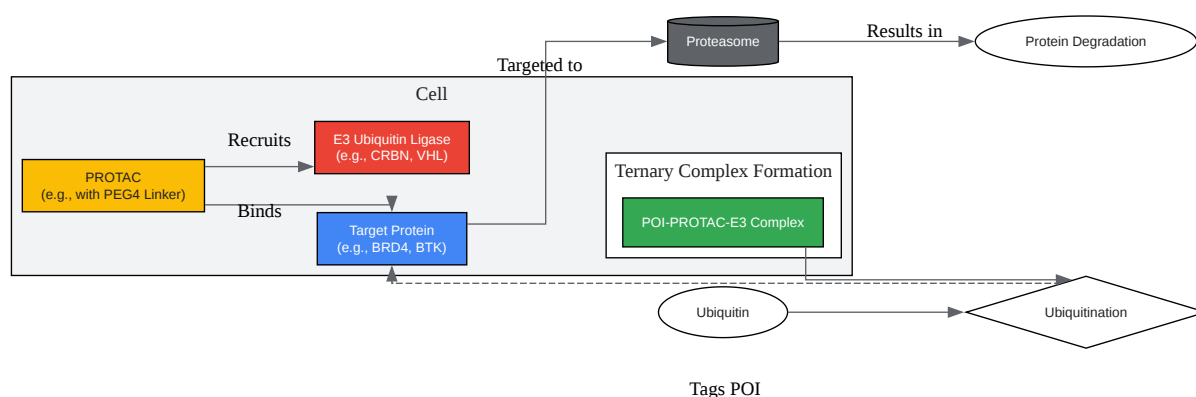 Proteasome
Results in
Protein Degradation
Targeted to
Cell
Recruits
E3 Ubiquitin Ligase
(e.g., CRBN, VHL)
PROTAC
(e.g., with PEG4 Linker)
Binds
Target Protein
(e.g., BRD4, BTK)
Ternary Complex Formation
POI-PROTAC-E3 Complex
Ubiquitin
Ubiquitination
Tags POI